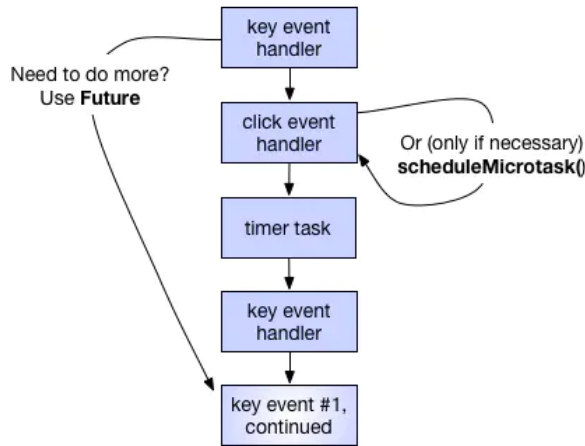 key event
handler
Need to do more?
Use Future
click event
handler
Or (only if necessary)
scheduleMicrotask()
timer task
key event
handler
key event #1,
continued